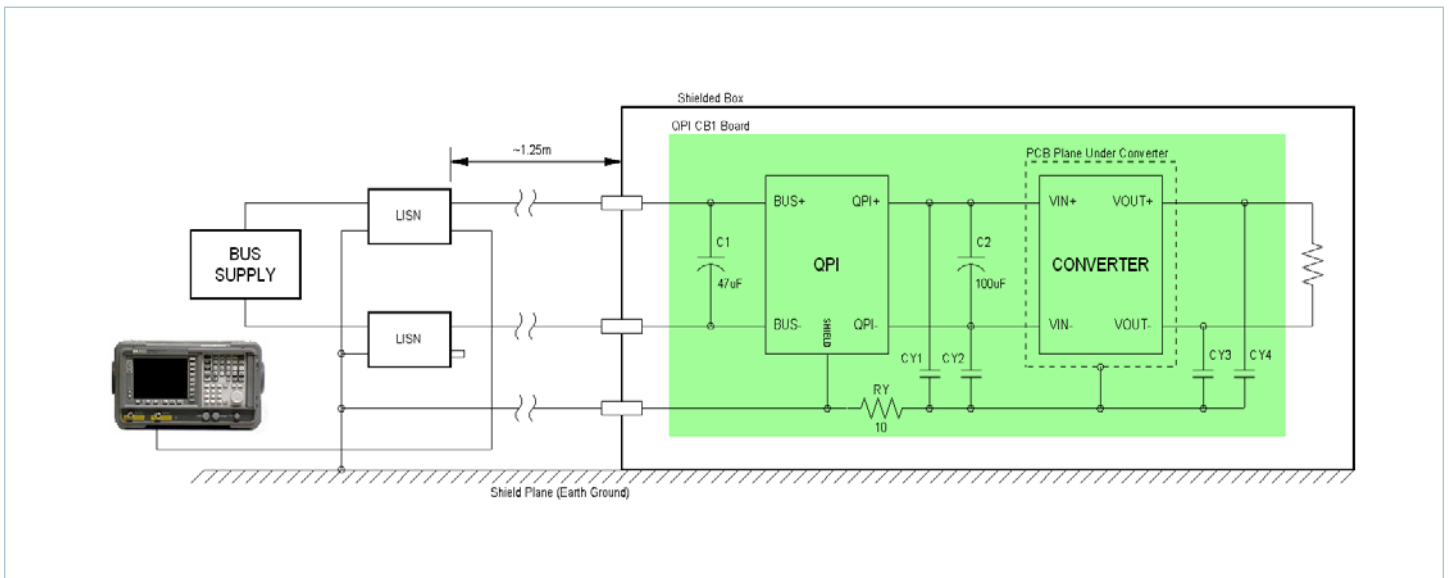 Shielded Box
QPI CB1 Board
~1.25m
PCB Plane Under Converter
LISN
BUS+
QPI+
VIN+
VOUT+
BUS
SUPPLY
C1
47uF
QPI
C2
100uF
CONVERTER
LISN
BUS-
SHIELD
QPI-
VIN-
VOUT-
CY1
CY2
CY3
CY4
RY
10
Shield Plane (Earth Ground)